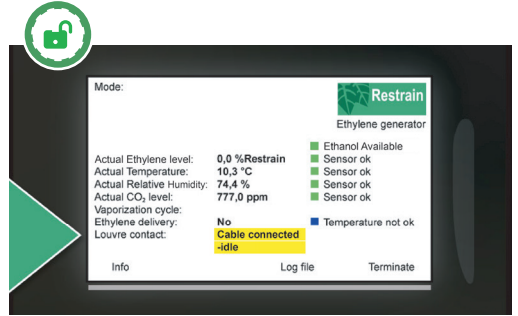 Mode:
Restrain
Ethylene generator
Ethanol Available
Actual Ethylene level: 0,0 %Restrain Sensor ok
Actual Temperature: 10,3 °C Sensor ok
Actual Relative Humidity: 74,4 % Sensor ok
Actual CO₂ level: 777,0 ppm Sensor ok
Vaporization cycle:
Ethylene delivery: No Temperature not ok
Louvre contact: Cable connected
-idle
Info Log file Terminate